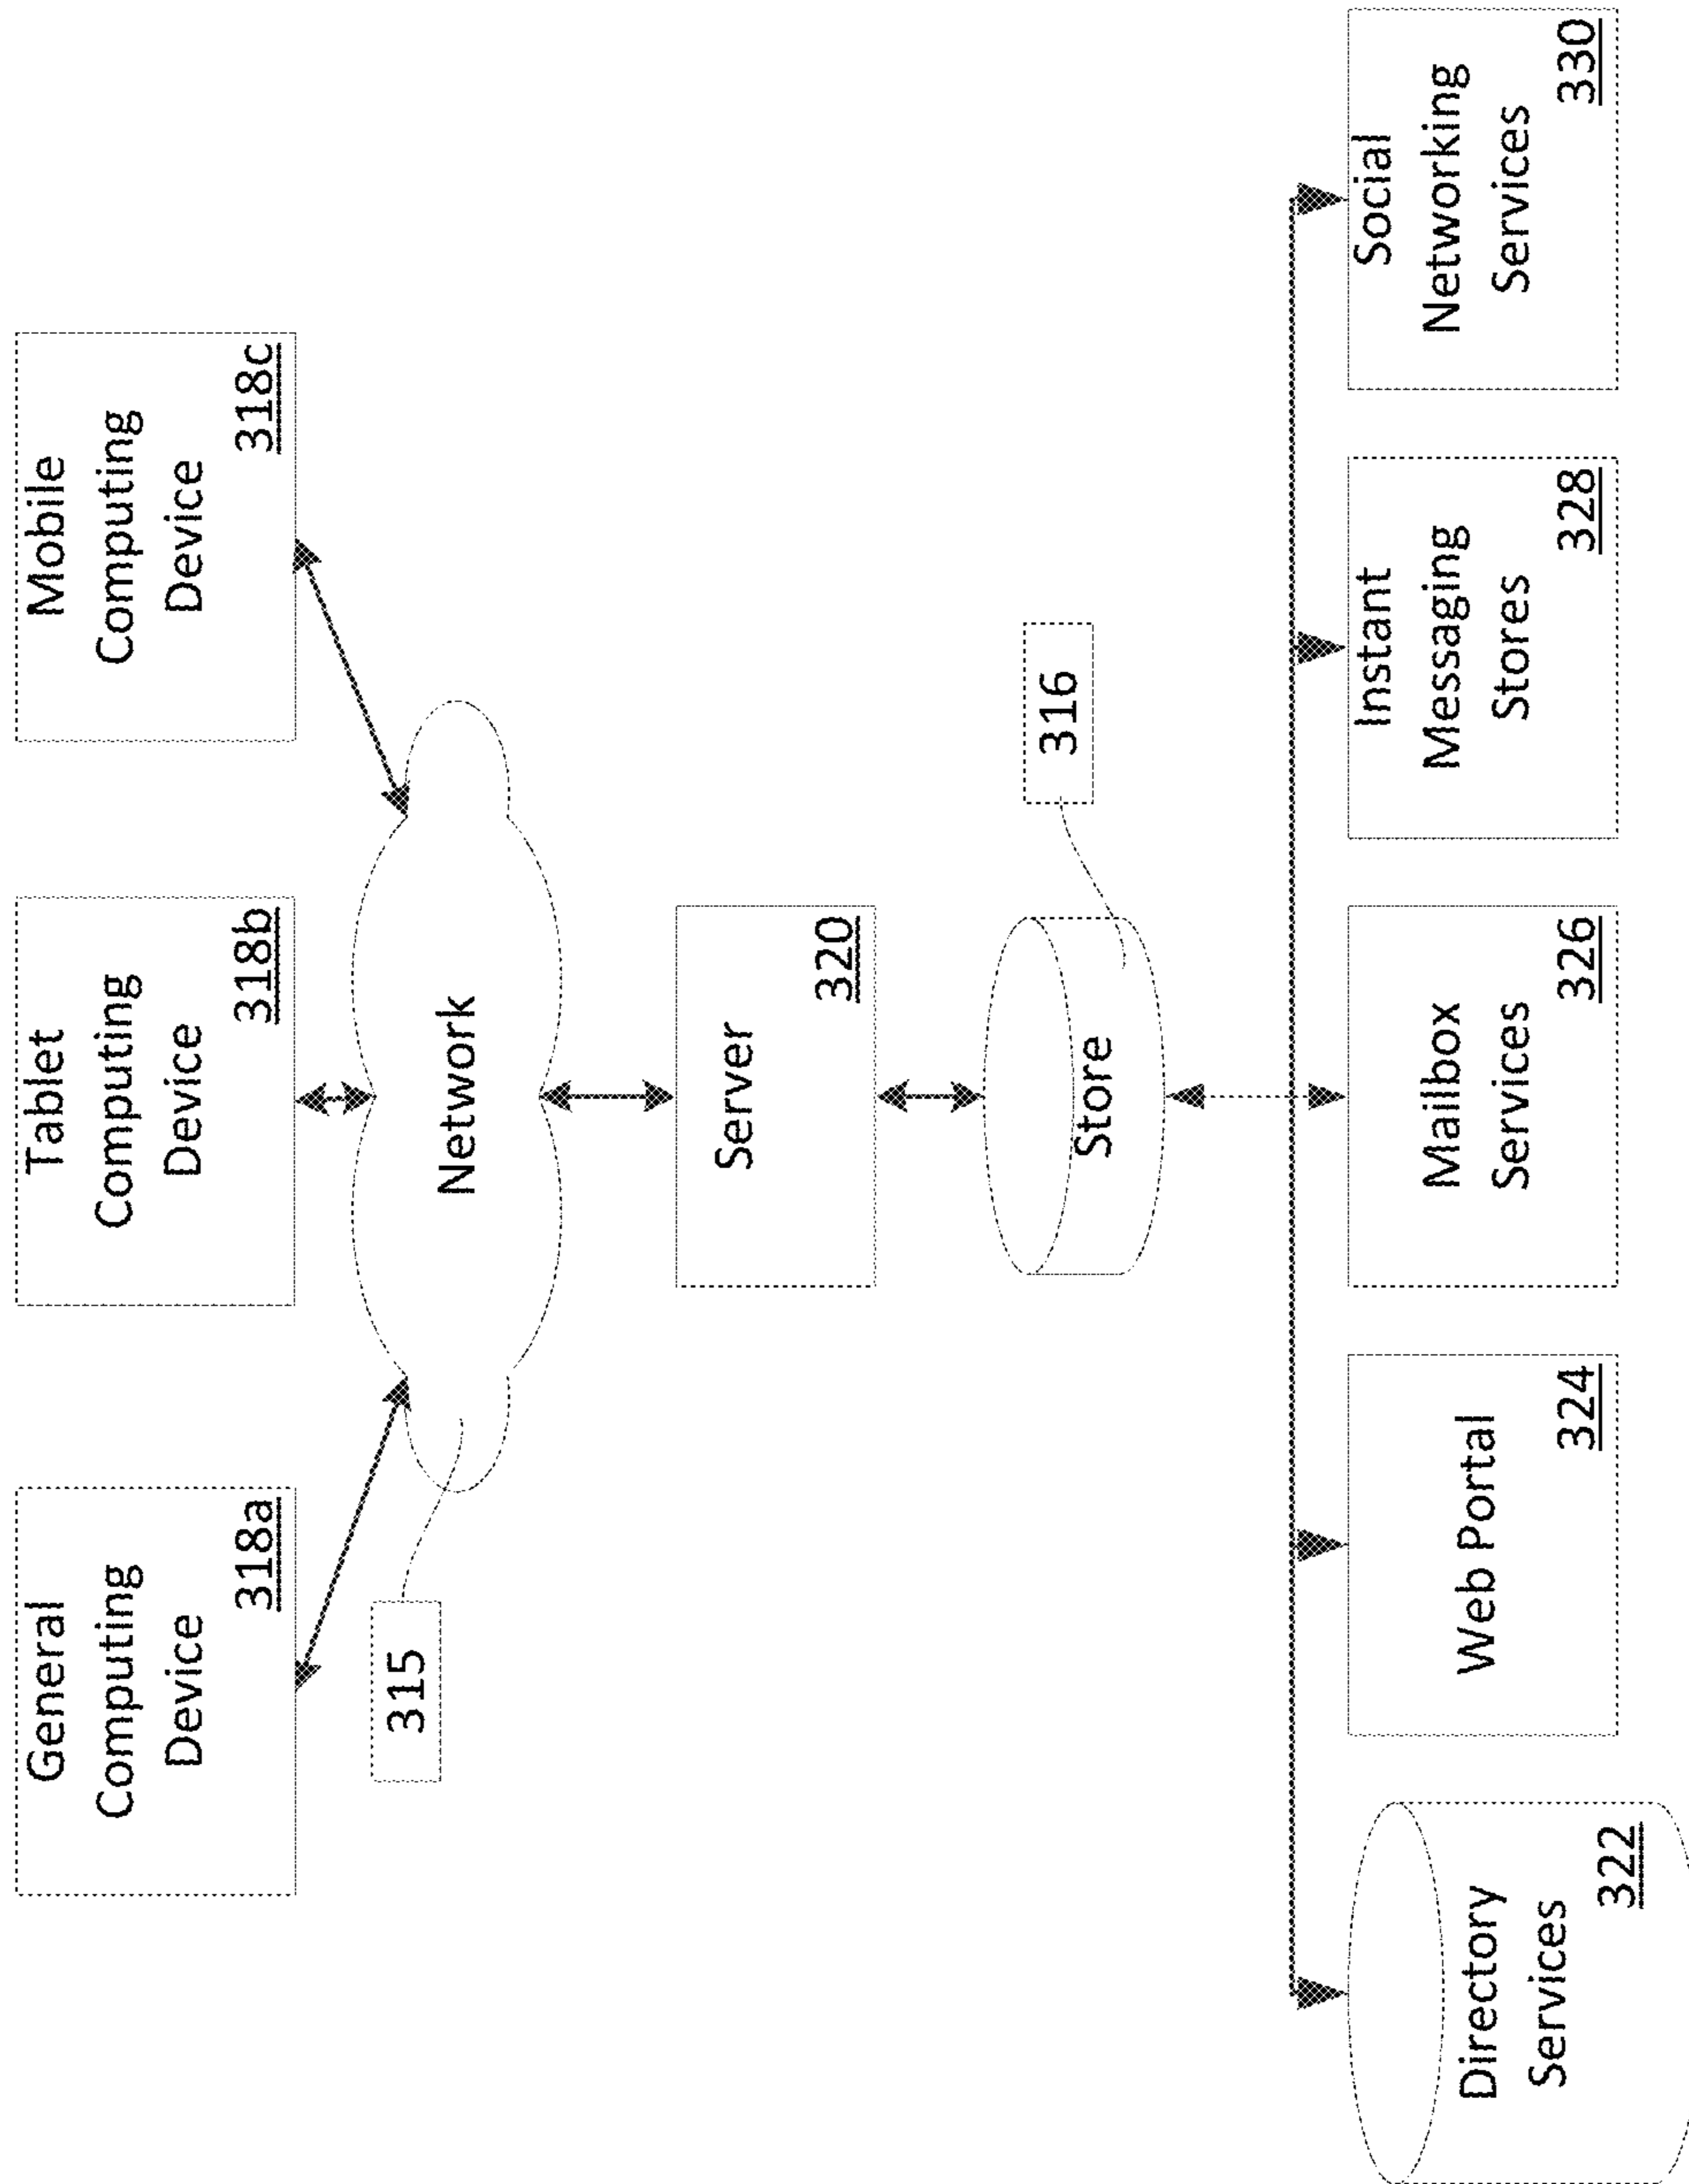 General
Computing
Device
318a
Tablet
Computing
Device
318b
Mobile
Computing
Device
318c
315
Network
Server
320
Store
316
Directory
Services
322
Web Portal
324
Mailbox
Services
326
Instant
Messaging
Stores
328
Social
Networking
Services
330